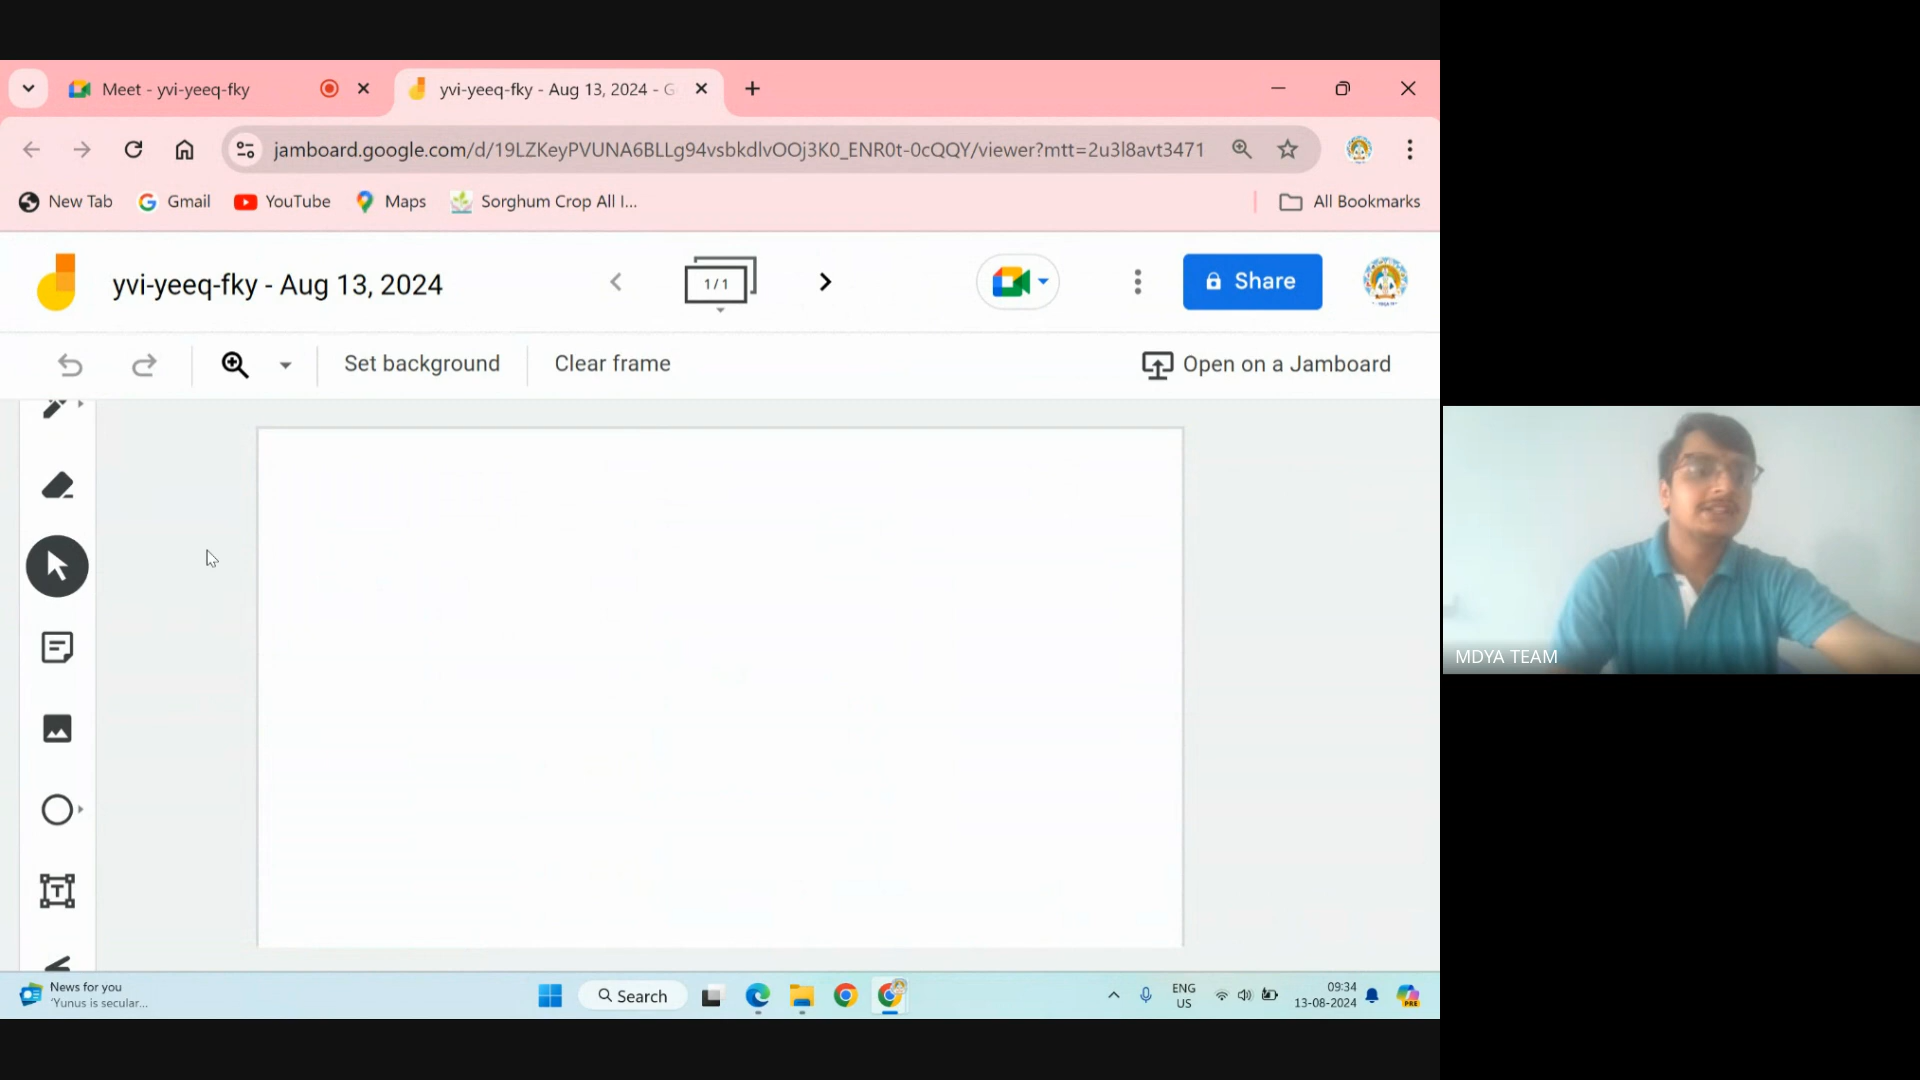 Meet - yvi-yeeq-fky
yvi-yeeq-fky - Aug 13, 2024 - G
jamboard.google.com/d/19LZKeyPVUNA6BLLg94vsbkdlvOOj3K0_ENR0t-0cQQY/viewer?mtt=2u3l8avt3471
New Tab
Gmail
YouTube
Maps
Sorghum Crop All I...
All Bookmarks
yvi-yeeq-fky - Aug 13, 2024
1/1
Share
Set background
Clear frame
Open on a Jamboard
MDYA TEAM
News for you
'Yunus is secular...
Search
ENG
US
09:34
13-08-2024
PRE